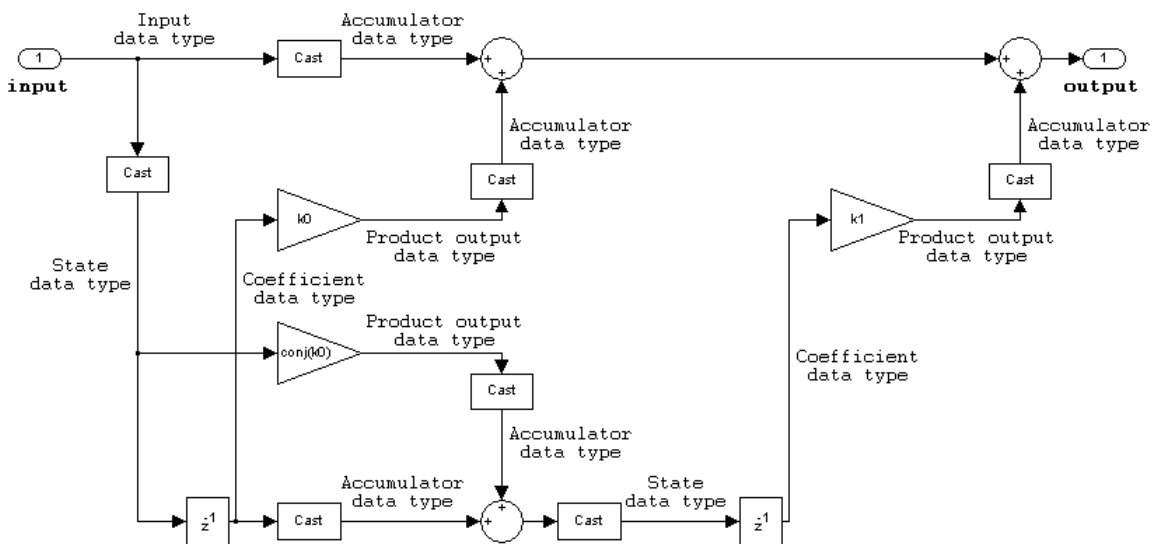 Input
data type
Accumulator
data type
1
input
Cast
+
+
+
+
1
output
Accumulator
data type
Accumulator
data type
Cast
Cast
Cast
k0
k1
Product output
data type
Product output
data type
State
data type
Coefficient
data type
Product output
data type
conj(k0)
Cast
Coefficient
data type
Accumulator
data type
Accumulator
data type
State
data type
z-1
Cast
+
+
Cast
z-1